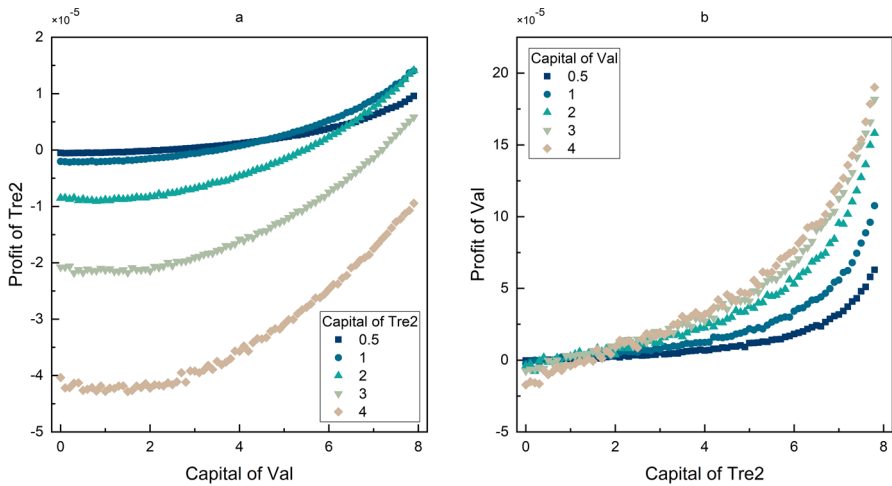 ×10⁻⁵
a
2
1
0
-1
-2
-3
-4
-5
Profit of Tre2
Capital of Tre2
0.5
1
2
3
4
0 2 4 6 8
Capital of Val
×10⁻⁵
b
20
15
10
5
0
-5
Profit of Val
Capital of Val
0.5
1
2
3
4
0 2 4 6 8
Capital of Tre2